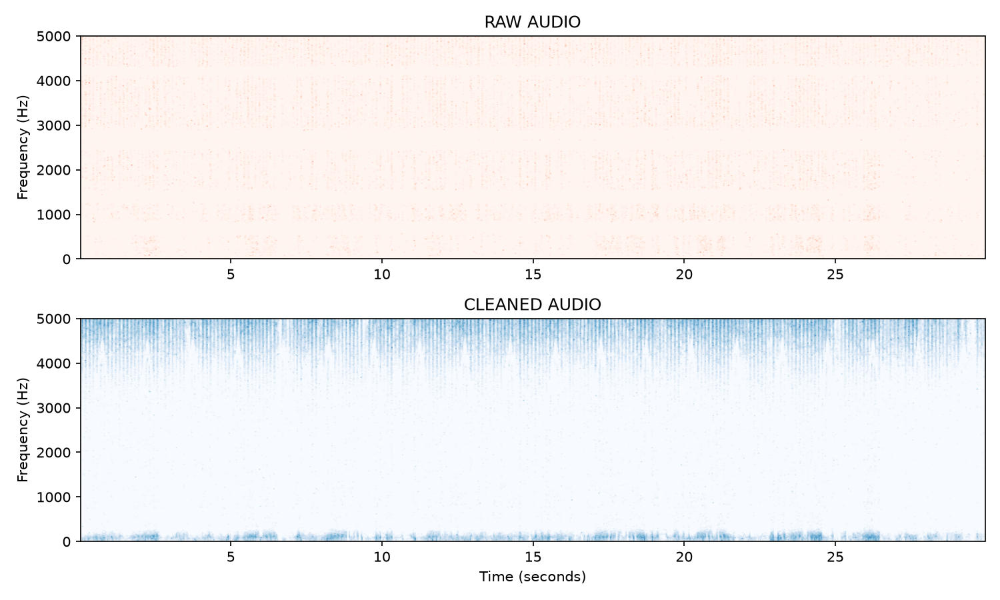 RAW AUDIO
5000
4000
3000
2000
1000
0
Frequency (Hz)
5 10 15 20 25
CLEANED AUDIO
5000
4000
3000
2000
1000
0
Frequency (Hz)
5 10 15 20 25
Time (seconds)